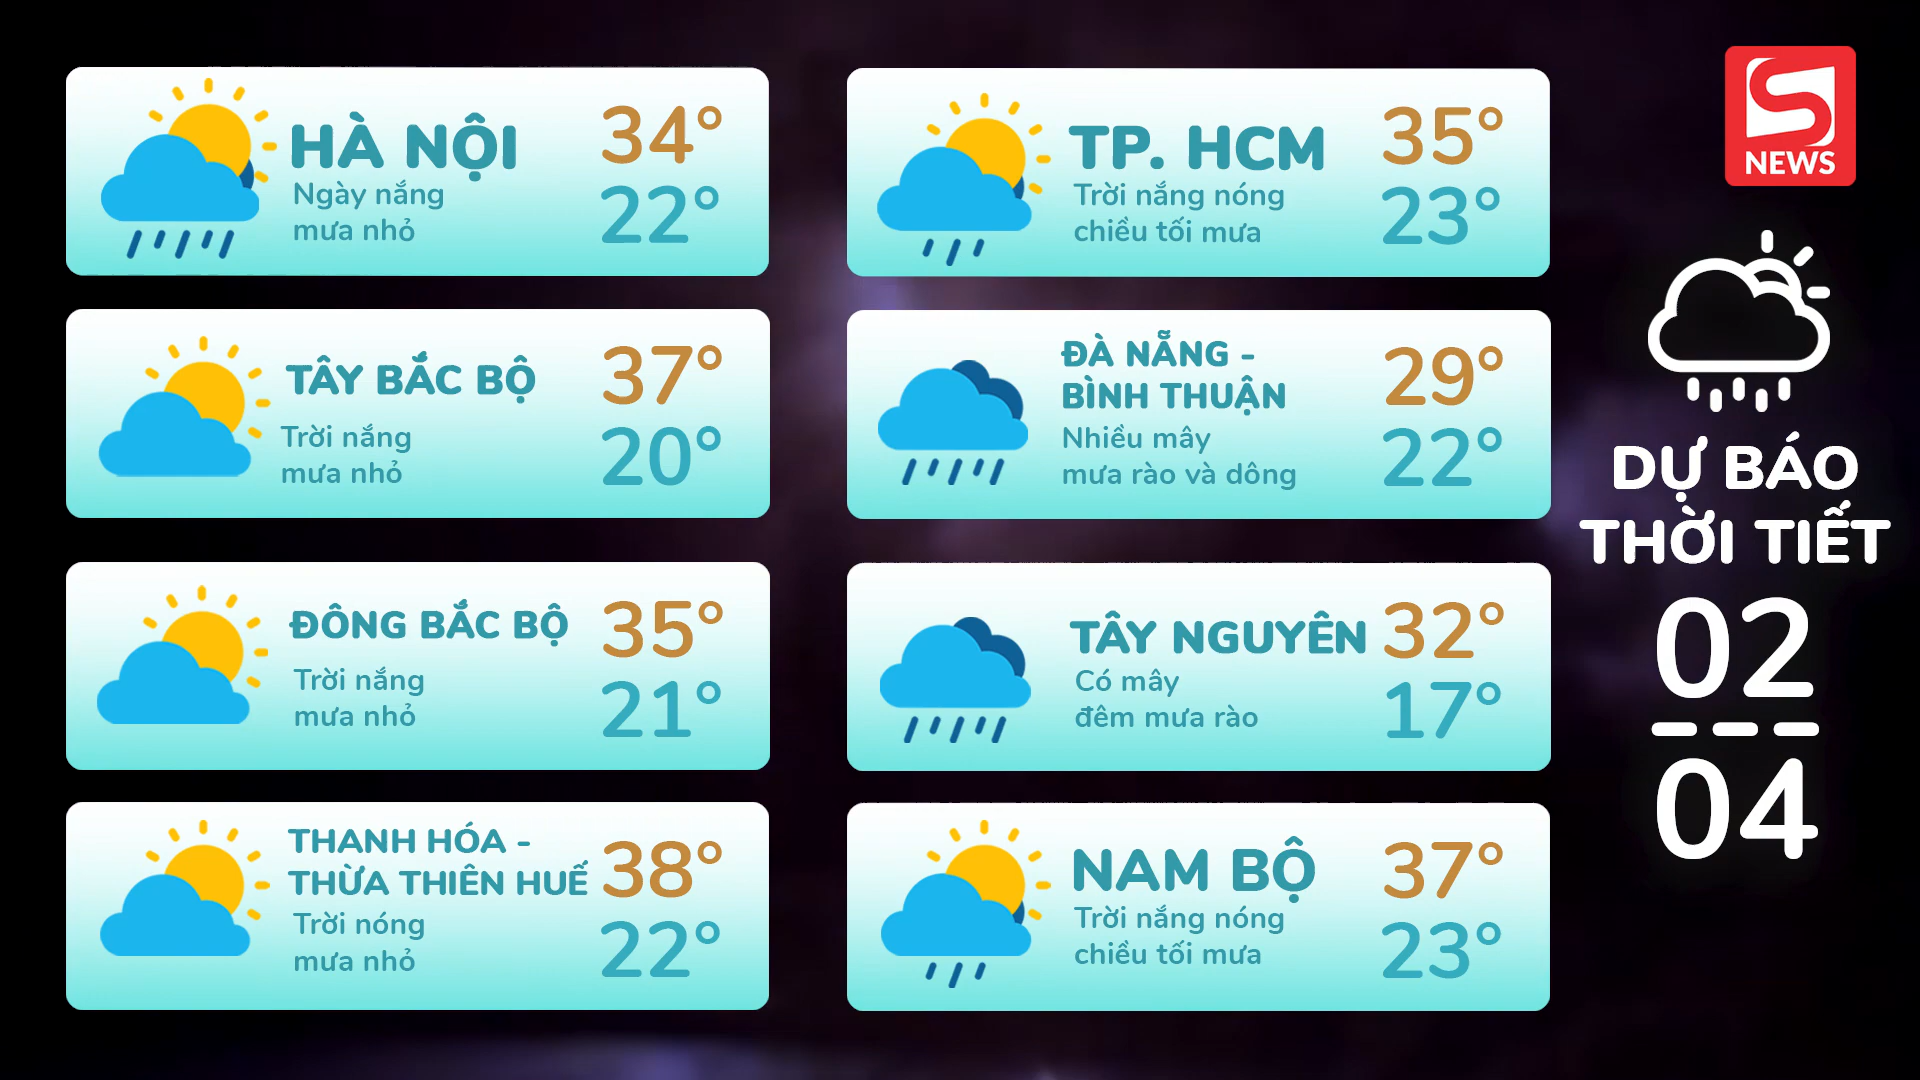 HÀ NỘI
Ngày nắng
mưa nhỏ
34°
22°
TÂY BẮC BỘ
Trời nắng
mưa nhỏ
37°
20°
ĐÔNG BẮC BỘ
Trời nắng
mưa nhỏ
35°
21°
THANH HÓA -
THỪA THIÊN HUẾ
Trời nóng
mưa nhỏ
38°
22°
TP. HCM
Trời nắng nóng
chiều tối mưa
35°
23°
ĐÀ NẴNG -
BÌNH THUẬN
Nhiều mây
mưa rào và dông
29°
22°
TÂY NGUYÊN
Có mây
đêm mưa rào
32°
17°
NAM BỘ
Trời nắng nóng
chiều tối mưa
37°
23°
S
NEWS
DỰ BÁO
THỜI TIẾT
02
04